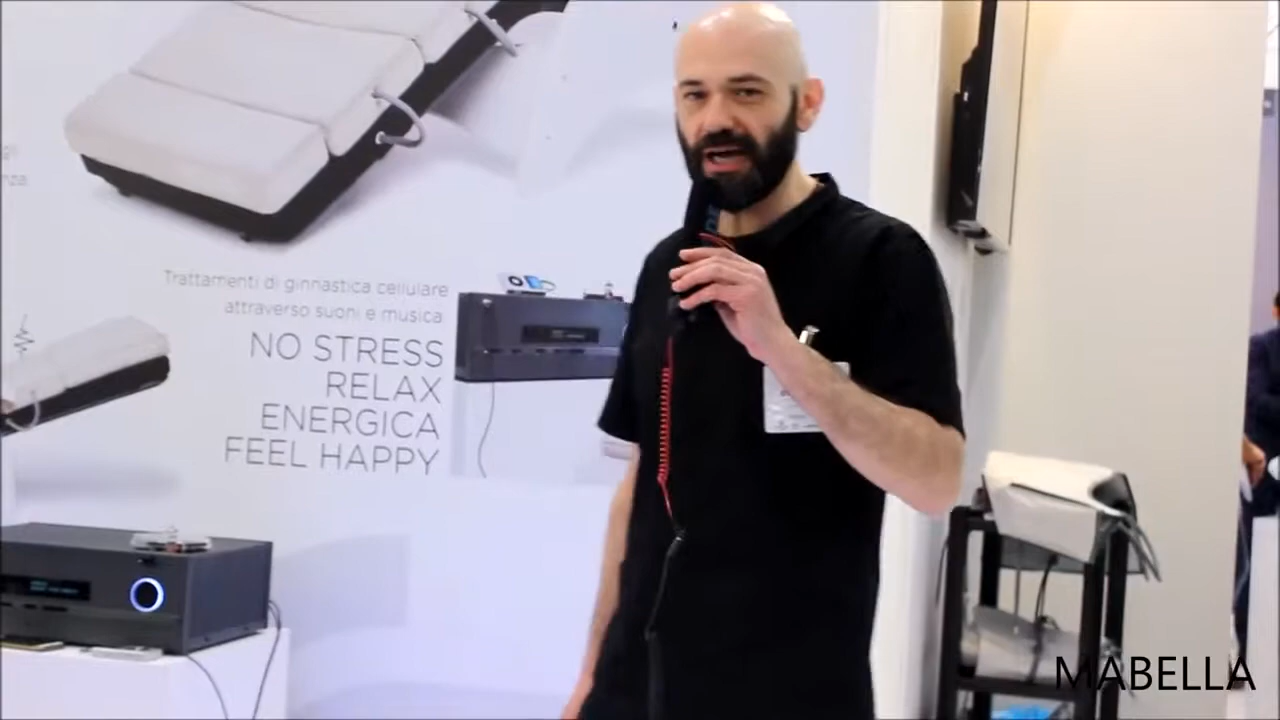 Trattamenti di ginnastica cellulare
attraverso suoni e musica
NO STRESS
RELAX
ENERGICA
FEEL HAPPY
MABELLA